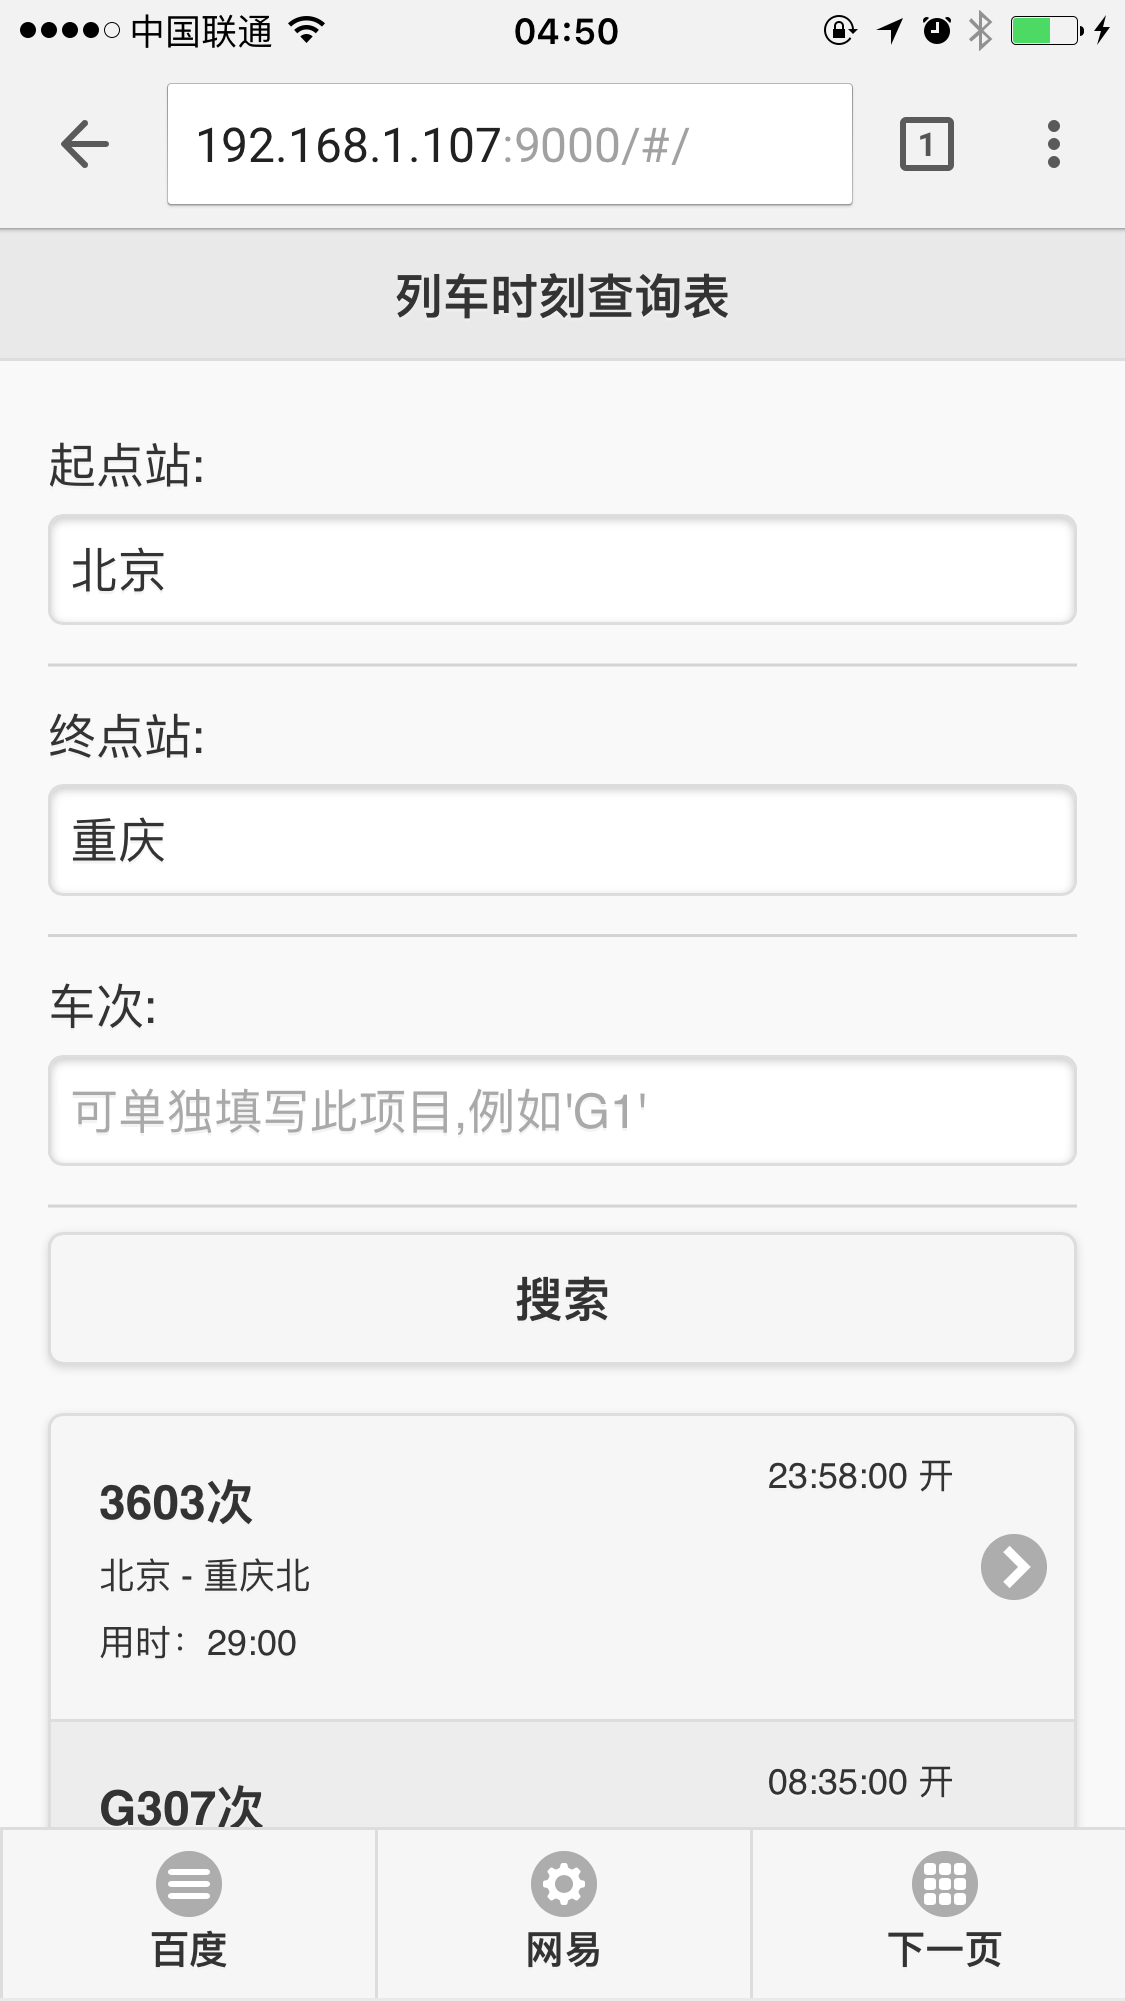 中国联通 04:50
192.168.1.107:9000/#/ 1
列车时刻查询表
起点站:
北京
终点站:
重庆
车次:
可单独填写此项目,例如'G1'
搜索
3603次 23:58:00 开
北京 - 重庆北
用时：29:00
G307次 08:35:00 开
百度 网易 下一页